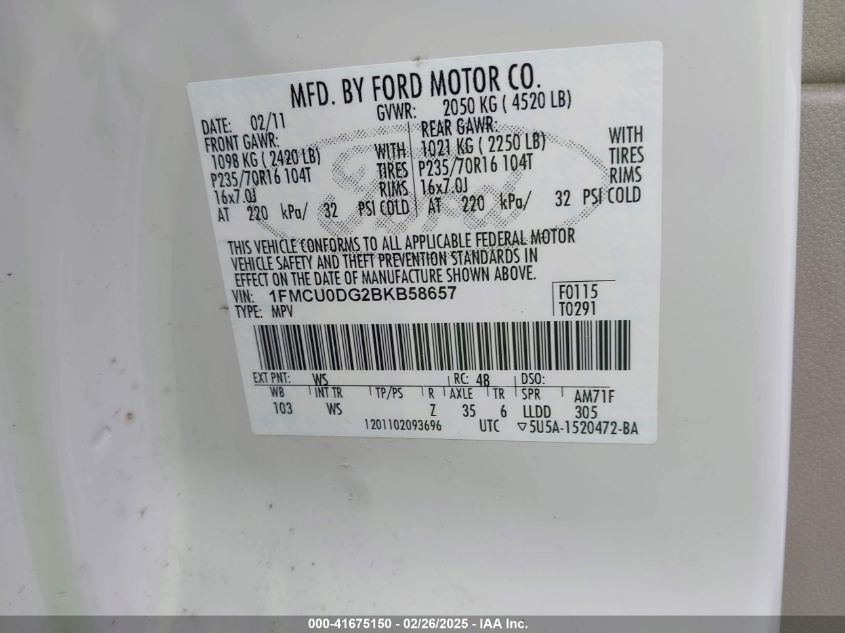 MFD. BY FORD MOTOR CO.
DATE: 02/11 GVWR: 2050 KG ( 4520 LB)
FRONT GAWR: REAR GAWR:
1098 KG ( 2420 LB) WITH 1021 KG ( 2250 LB) WITH
P235/70R16 104T TIRES P235/70R16 104T TIRES
16x7.0J RIMS 16x7.0J RIMS
AT 220 kPa/ 32 PSI COLD AT 220 kPa/ 32 PSI COLD
Ford
THIS VEHICLE CONFORMS TO ALL APPLICABLE FEDERAL MOTOR
VEHICLE SAFETY AND THEFT PREVENTION STANDARDS IN
EFFECT ON THE DATE OF MANUFACTURE SHOWN ABOVE.
VIN: 1FMCU0DG2BKB58657 F0115
TYPE: MPV T0291
EXT PNT: WS RC: 48 DSO:
WB INT TR TP/PS R AXLE TR SPR AM71F
103 WS Z 35 6 LLDD 305
1201102093696 UTC ▽5U5A-1520472-BA
000-41675150 - 02/26/2025 - IAAI Inc.